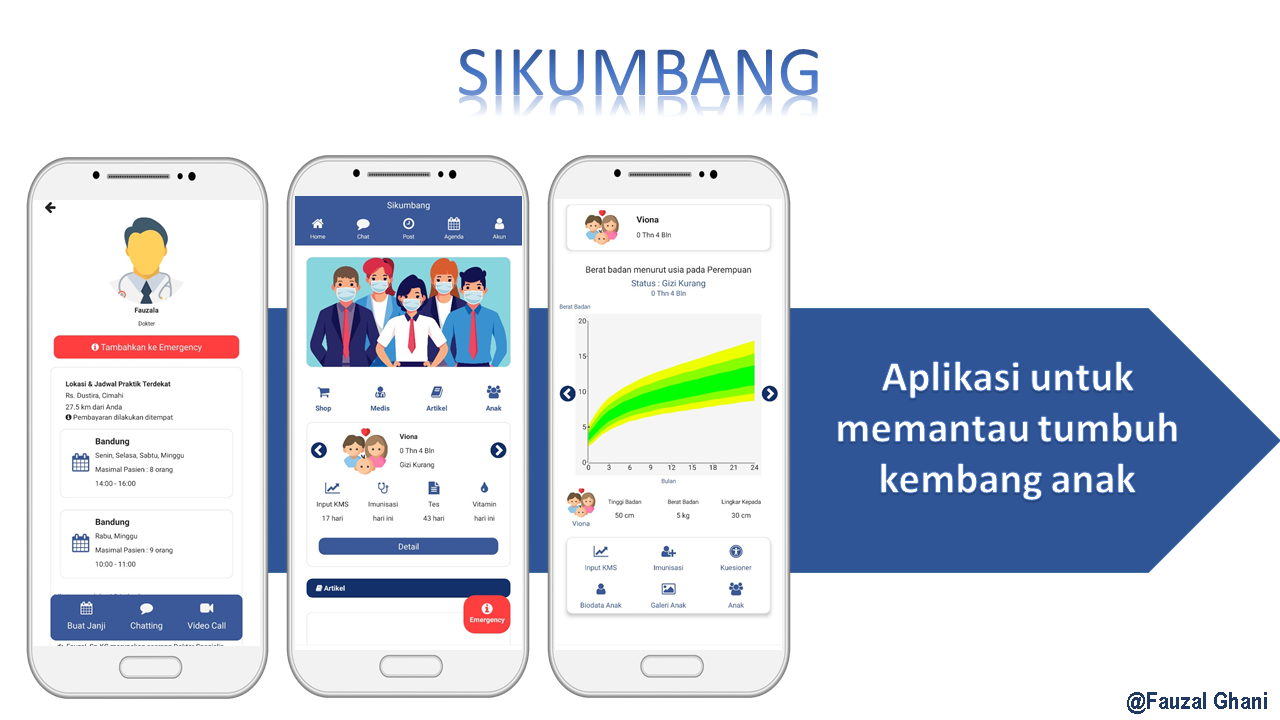 SIKUMBANG
Fauzala
Dokter
Tambahkan ke Emergency
Lokasi & Jadwal Praktik Terdekat
Rs. Dustira, Cimahi
27.5 km dari Anda
Pembayaran dilakukan ditempat
Bandung
Senin, Selasa, Sabtu, Minggu
Masimal Pasien : 8 orang
14:00 - 16:00
Bandung
Rabu, Minggu
Masimal Pasien : 9 orang
10:00 - 11:00
Buat Janji Chatting Video Call
Sikumbang
Home Chat Post Agenda Akun
Shop Medis Artikel Anak
Viona
0 Thn 4 Bln
Gizi Kurang
Input KMS Imunisasi Tes Vitamin
17 hari hari ini 43 hari hari ini
Detail
Artikel
Emergency
Viona
0 Thn 4 Bln
Berat badan menurut usia pada Perempuan
Status : Gizi Kurang
0 Thn 4 Bln
Berat Badan
20
15
10
5
0
0 3 6 9 12 15 18 21 24
Bulan
Tinggi Badan Berat Badan Lingkar Kepada
50 cm 5 kg 30 cm
Viona
Input KMS Imunisasi Kuesioner
Biodata Anak Galeri Anak Anak
Aplikasi untuk
memantau tumbuh
kembang anak
@Fauzal Ghani